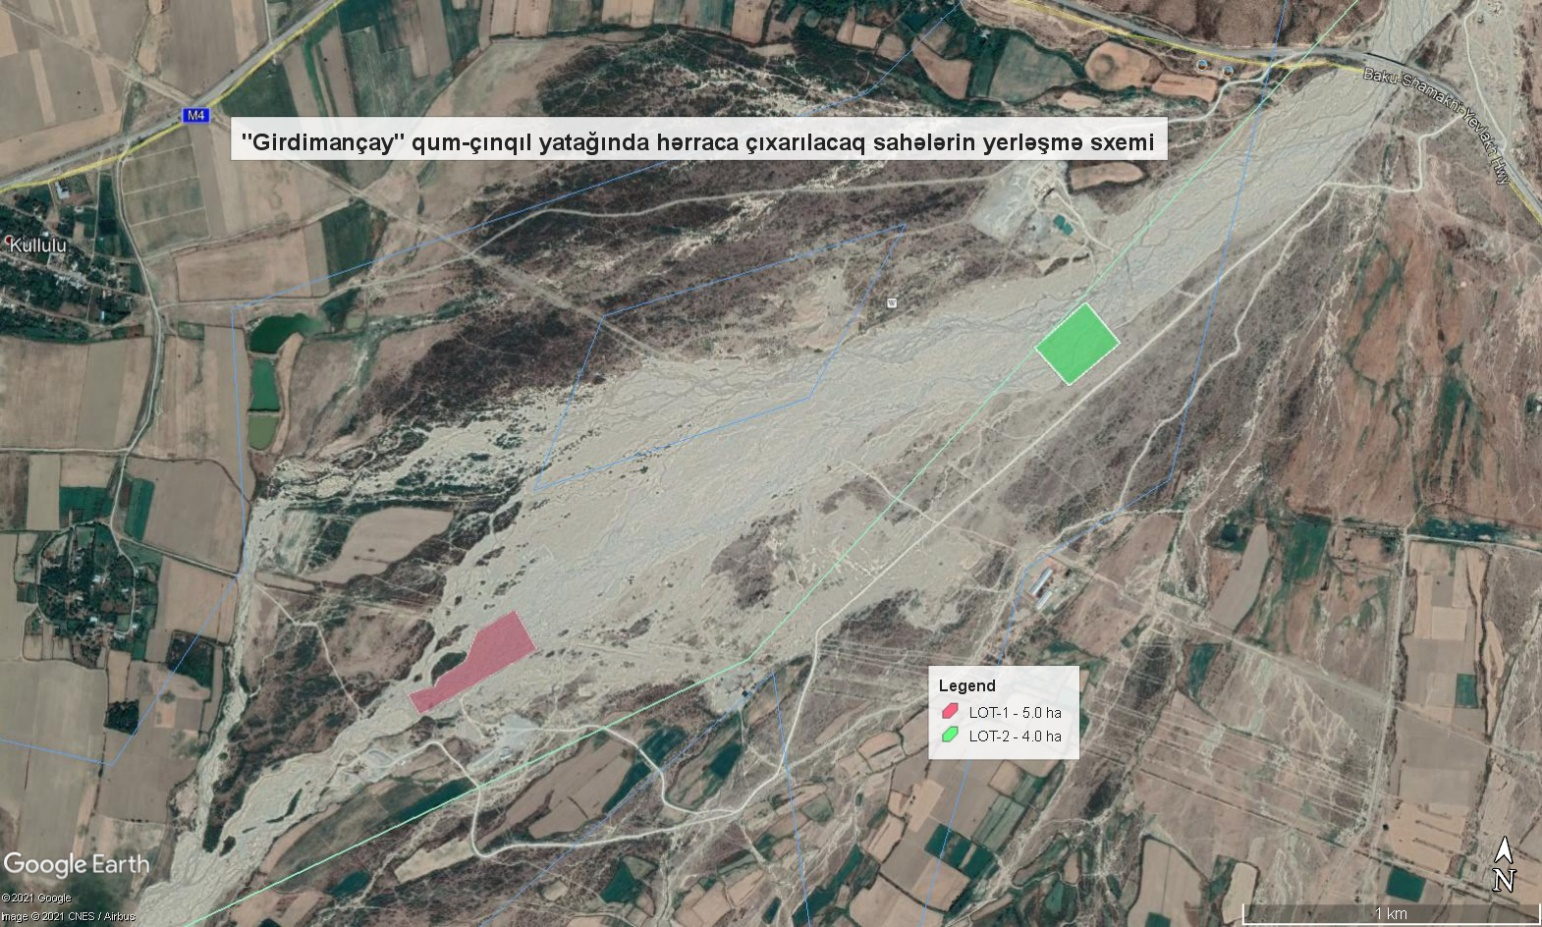 Baku-Shamakhi-Yevlakh Hwy
M4
"Girdimançay" qum-çınqıl yatağında hərraca çıxarılacaq sahələrin yerləşmə sxemi
Kullulu
Legend
LOT-1 - 5.0 ha
LOT-2 - 4.0 ha
Google Earth
N
©2021 Google
Image © 2021 CNES / Airbus
1 km